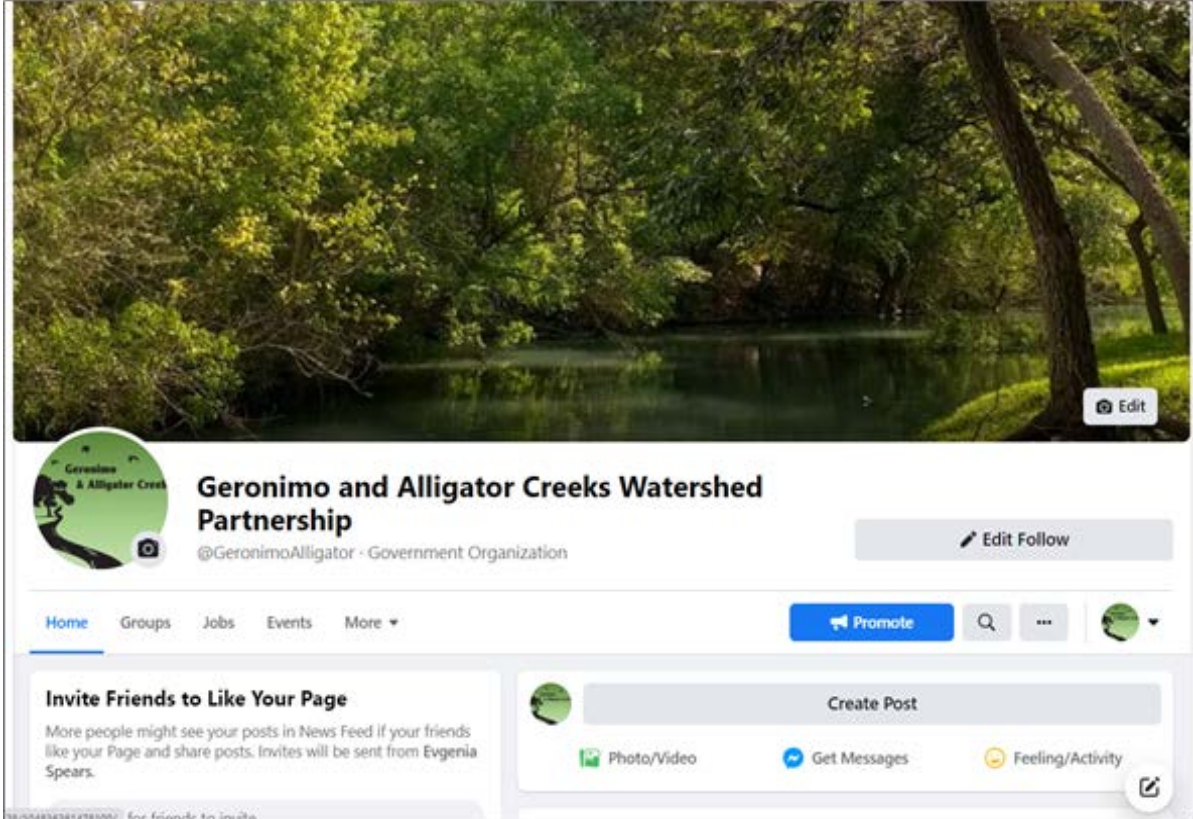 Edit
Geronimo
& Alligator Creek
Geronimo and Alligator Creeks Watershed
Partnership
@GeronimoAlligator · Government Organization
Edit Follow
Home Groups Jobs Events More
Promote
Invite Friends to Like Your Page
More people might see your posts in News Feed if your friends
like your Page and share posts. Invites will be sent from Evgenia
Spears.
Create Post
Photo/Video Get Messages Feeling/Activity
for friends to invite